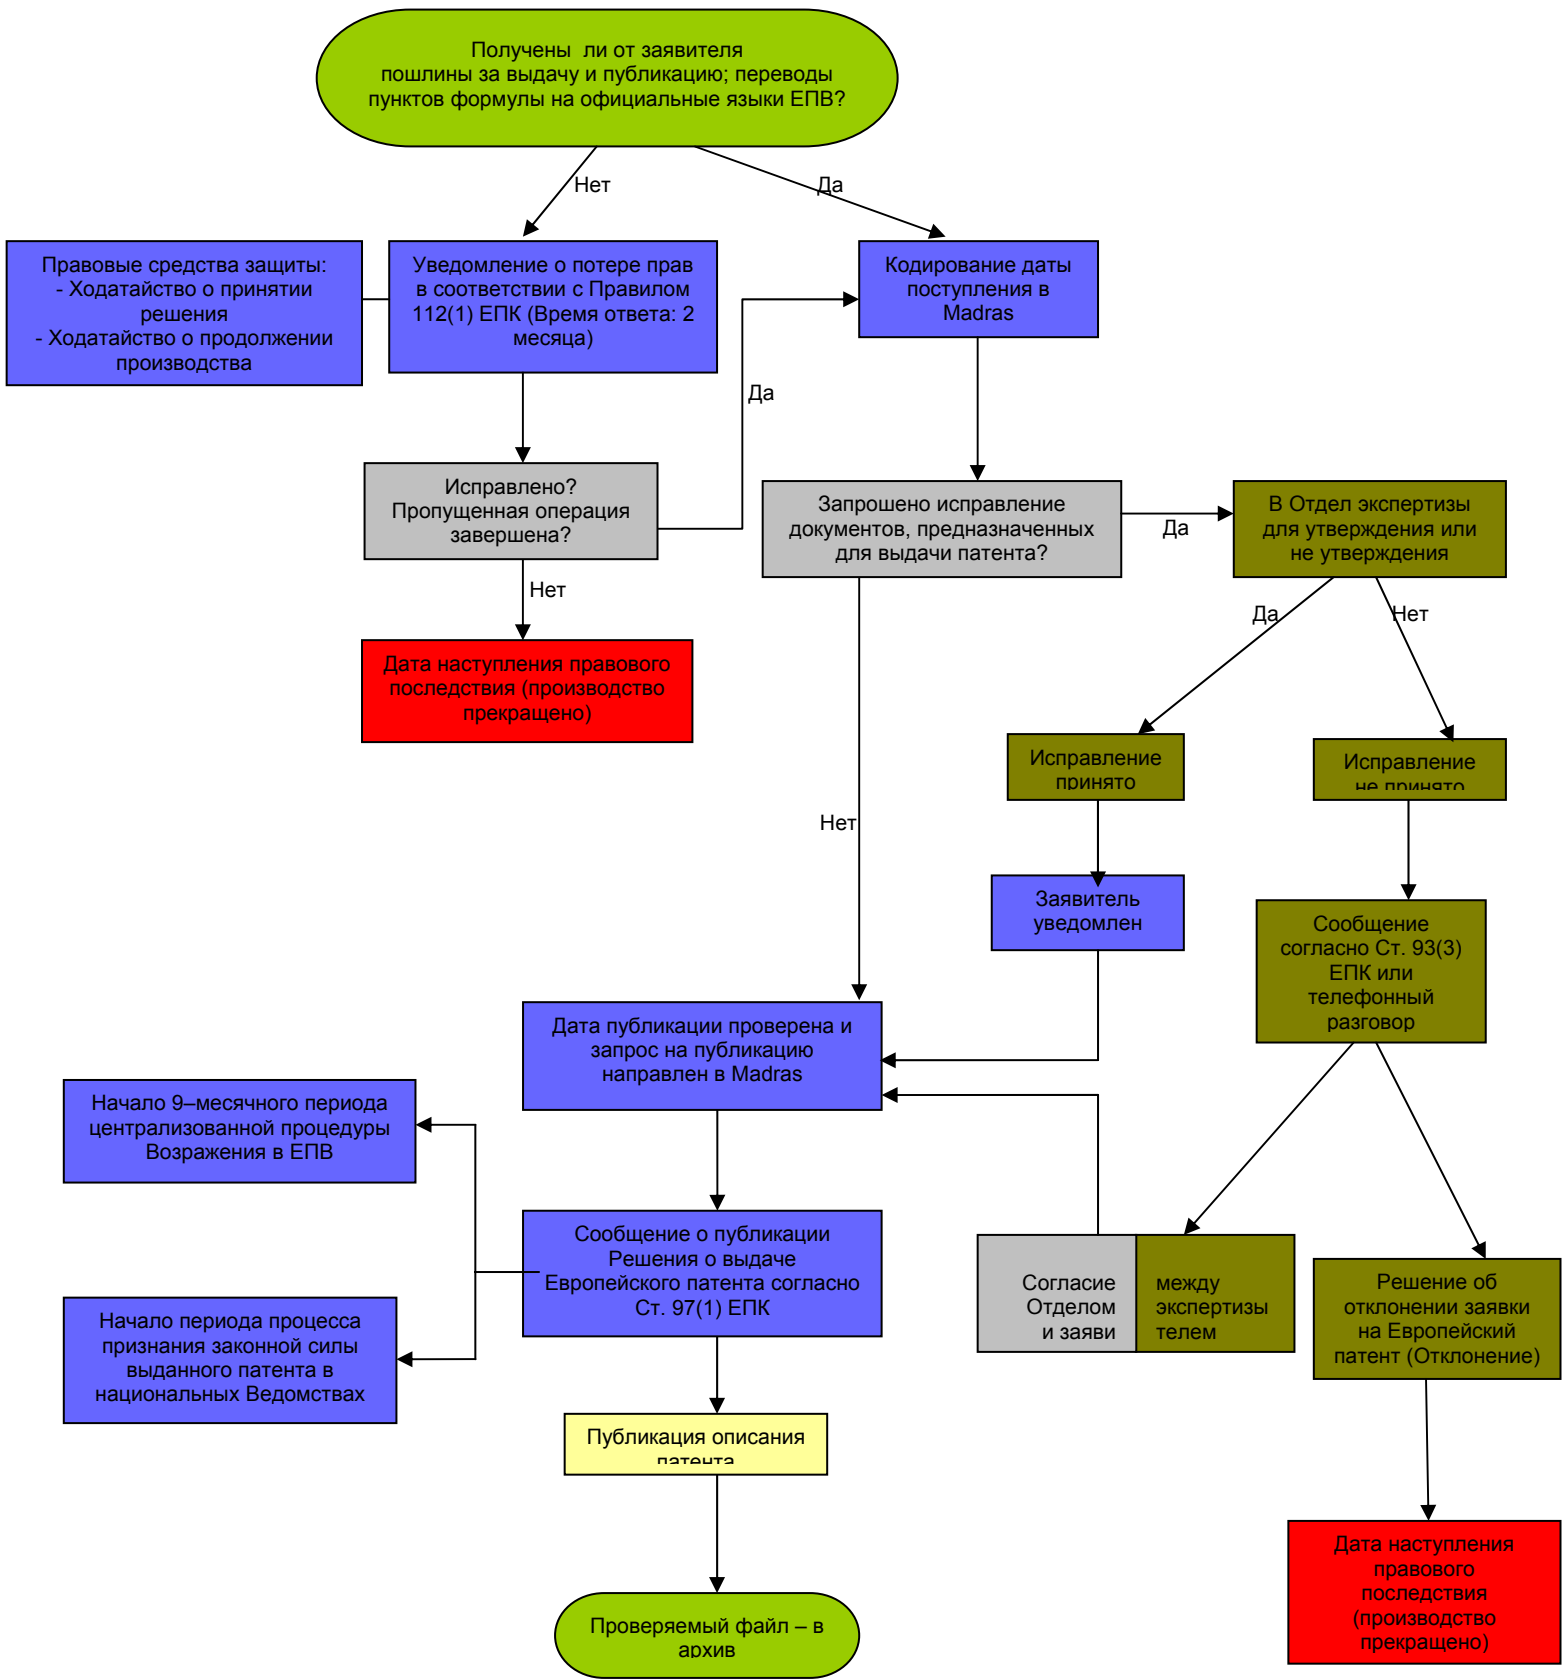 Получены ли от заявителя
пошлины за выдачу и публикацию; переводы
пунктов формулы на официальные языки ЕПВ?
Нет
Да
Правовые средства защиты:
- Ходатайство о принятии
решения
- Ходатайство о продолжении
производства
Уведомление о потере прав
в соответствии с Правилом
112(1) ЕПК (Время ответа: 2
месяца)
Кодирование даты
поступления в
Madras
Да
Исправлено?
Пропущенная операция
завершена?
Запрошено исправление
документов, предназначенных
для выдачи патента?
Да
В Отдел экспертизы
для утверждения или
не утверждения
Нет
Да
Нет
Дата наступления правового
последствия (производство
прекращено)
Исправление
принято
Исправление
не принято
Нет
Заявитель
уведомлен
Сообщение
согласно Ст. 93(3)
ЕПК или
телефонный
разговор
Дата публикации проверена и
запрос на публикацию
направлен в Madras
Начало 9–месячного периода
централизованной процедуры
Возражения в ЕПВ
Сообщение о публикации
Решения о выдаче
Европейского патента согласно
Ст. 97(1) ЕПК
Согласие между
Отделом экспертизы
и заявителем
Решение об
отклонении заявки
на Европейский
патент (Отклонение)
Начало периода процесса
признания законной силы
выданного патента в
национальных Ведомствах
Публикация описания
патента
Дата наступления
правового
последствия
(производство
прекращено)
Проверяемый файл – в
архив